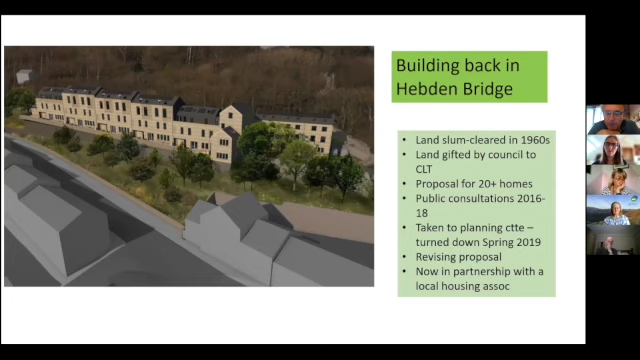 Building back in
Hebden Bridge
• Land slum-cleared in 1960s
• Land gifted by council to
CLT
• Proposal for 20+ homes
• Public consultations 2016-
18
• Taken to planning ctte –
turned down Spring 2019
• Revising proposal
• Now in partnership with a
local housing assoc